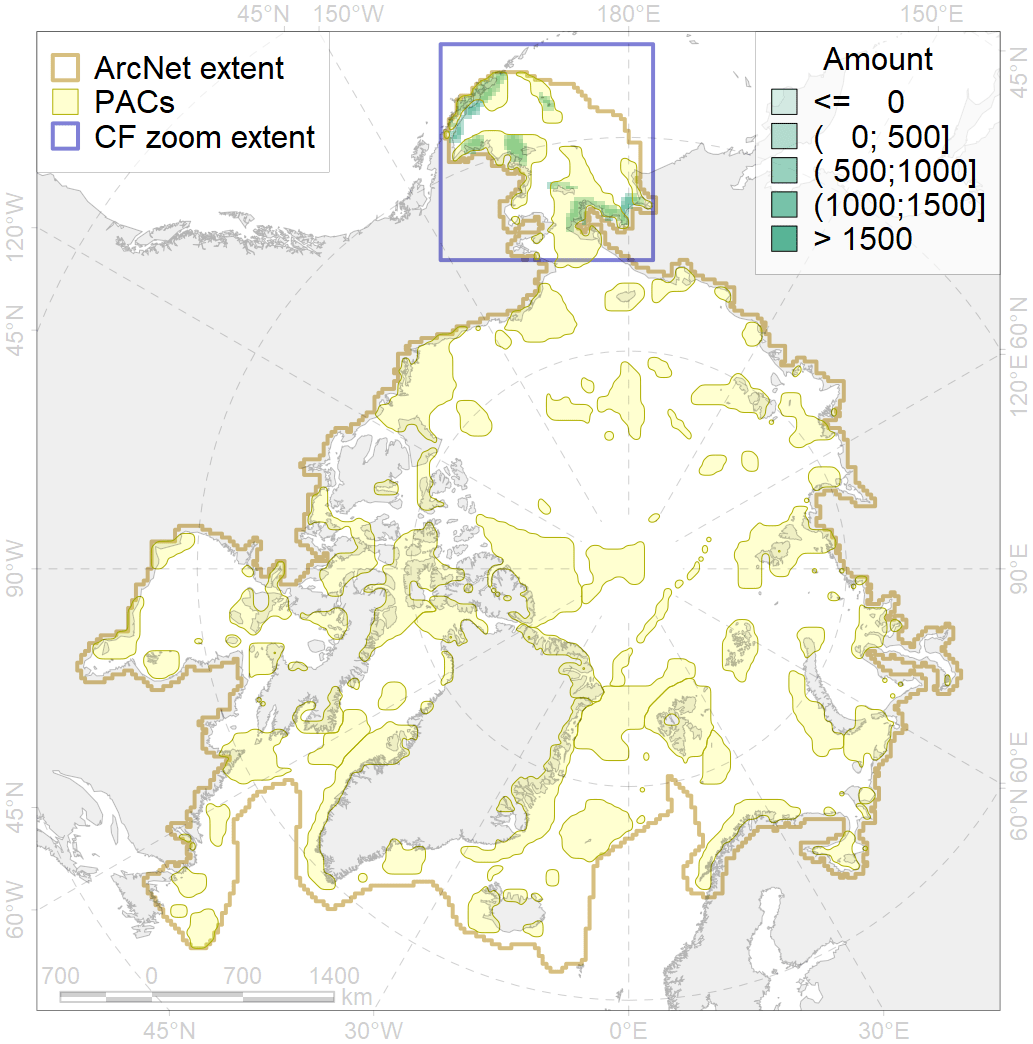 45°N 150°W 180°E 150°E
ArcNet extent
PACs
CF zoom extent
Amount
<= 0
( 0; 500]
( 500;1000]
(1000;1500]
> 1500
45°N
120°W
45°N
60°N
120°E
90°W
90°E
45°N
60°E
60°N
60°W
700 0 700 1400
km
45°N 30°W 0°E 30°E